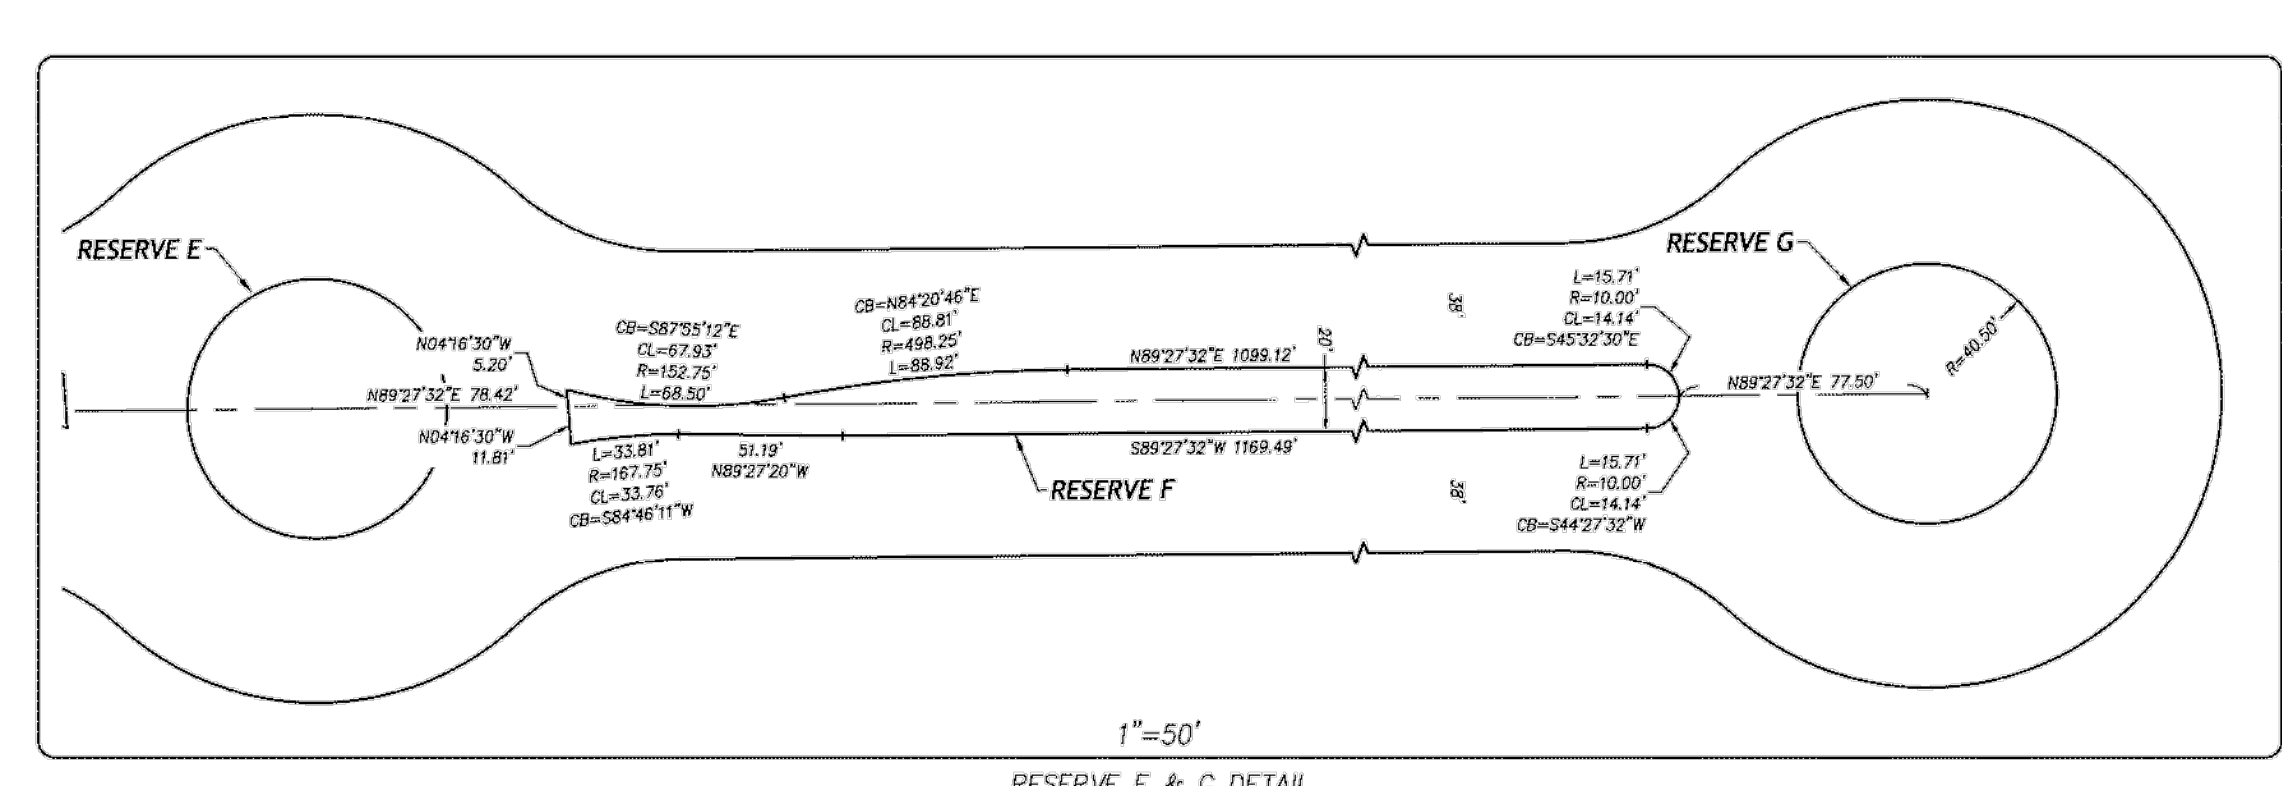 RESERVE E
RESERVE G
L=15.71'
R=10.00'
CL=14.14'
CB=S45°32'30"E
38'
CB=N84°20'46"E
CL=88.81'
R=498.25'
L=88.92'
CB=S87°55'12"E
CL=67.93'
R=152.75'
L=68.50'
N04°16'30"W
5.20'
20'
R=40.50'
N89°27'32"E 1099.12'
N89°27'32"E 77.50'
N89°27'32"E 78.42'
N04°16'30"W
11.81'
L=33.81'
R=167.75'
CL=33.76'
CB=S84°46'11"W
51.19'
N89°27'20"W
S89°27'32"W 1169.49'
RESERVE F
38'
L=15.71'
R=10.00'
CL=14.14'
CB=S44°27'32"W
1"=50'